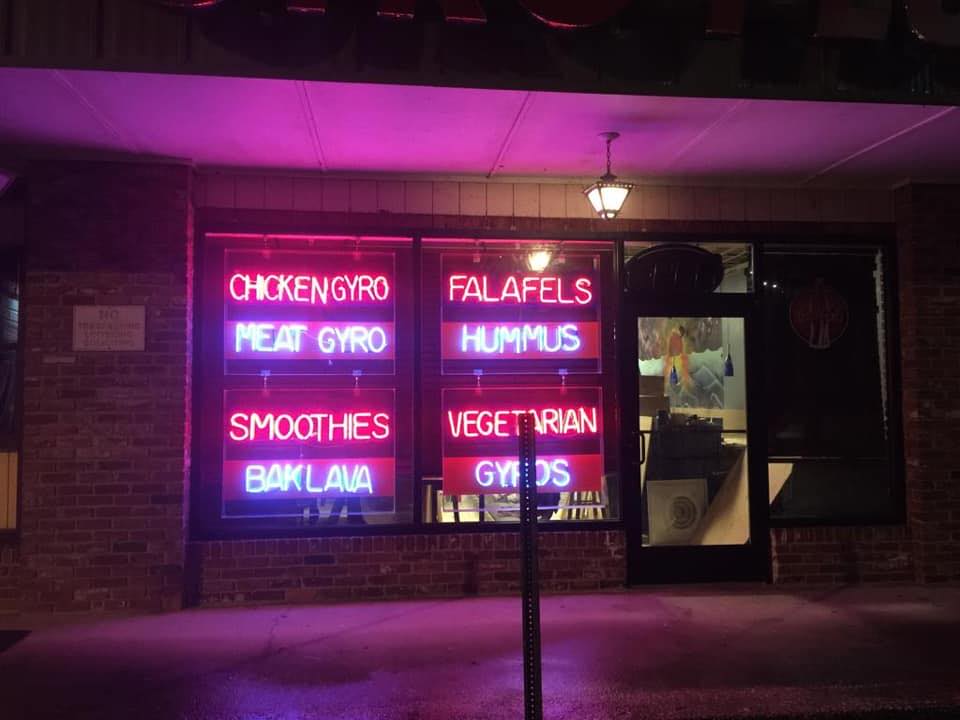 CHICKEN GYRO
MEAT GYRO
FALAFELS
HUMMUS
SMOOTHIES
BAKLAVA
VEGETARIAN
GYROS
NO